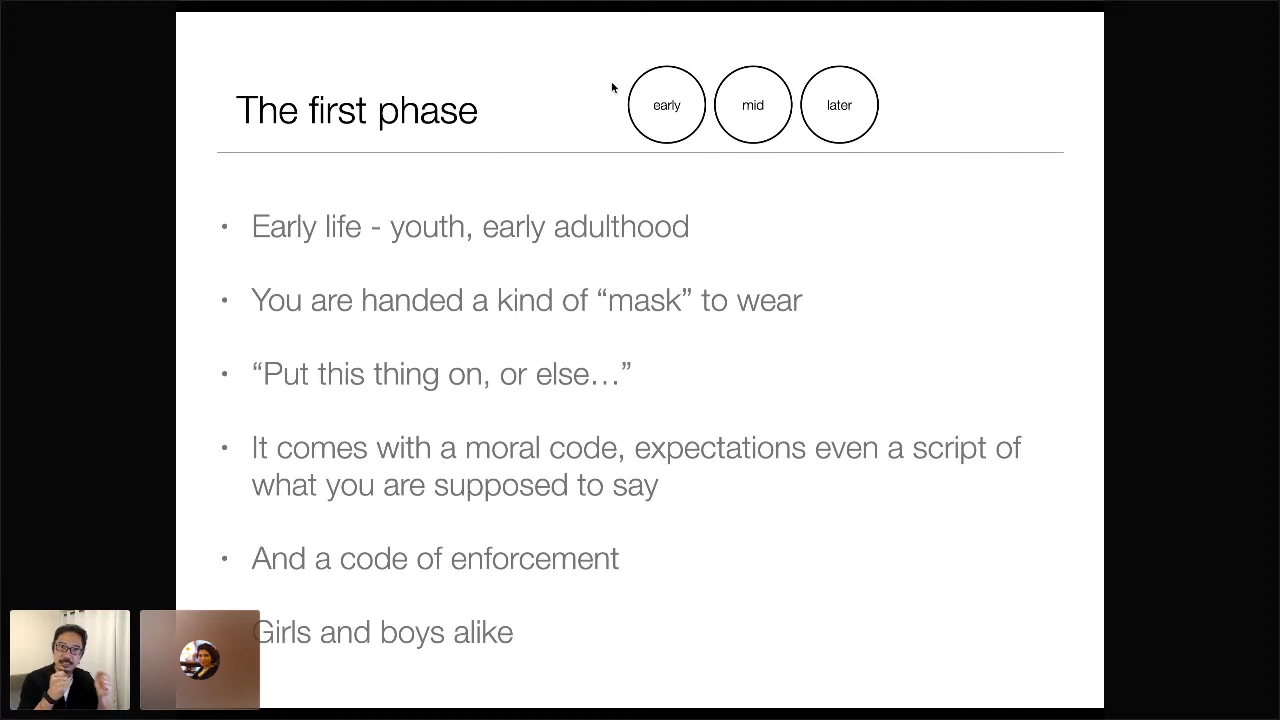 The first phase
early
mid
later
• Early life - youth, early adulthood
• You are handed a kind of “mask” to wear
• “Put this thing on, or else…”
• It comes with a moral code, expectations even a script of
what you are supposed to say
• And a code of enforcement
Girls and boys alike